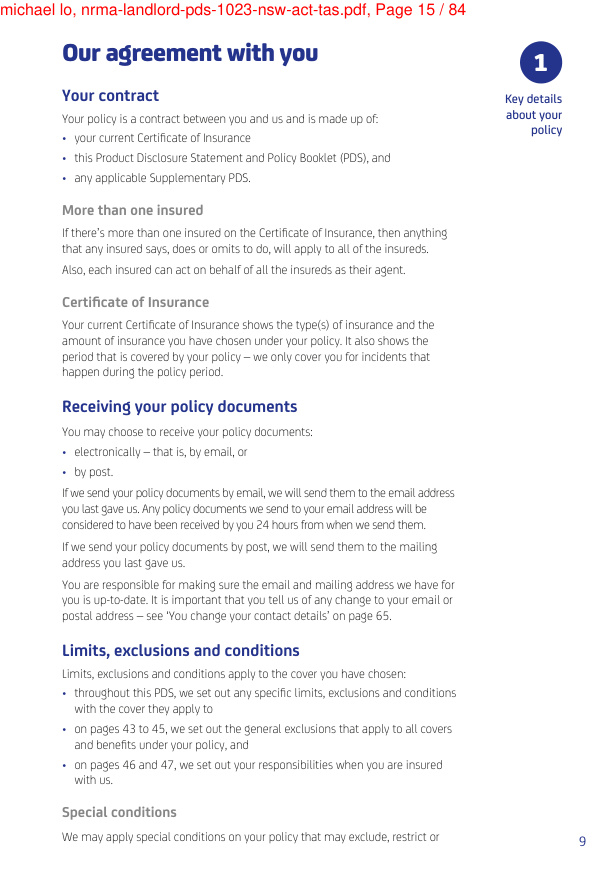 michael lo, nrma-landlord-pds-1023-nsw-act-tas.pdf, Page 15 / 84
Our agreement with you
1
Key details
about your
policy
Your contract
Your policy is a contract between you and us and is made up of:
• your current Certificate of Insurance
• this Product Disclosure Statement and Policy Booklet (PDS), and
• any applicable Supplementary PDS.
More than one insured
If there's more than one insured on the Certificate of Insurance, then anything
that any insured says, does or omits to do, will apply to all of the insureds.
Also, each insured can act on behalf of all the insureds as their agent.
Certificate of Insurance
Your current Certificate of Insurance shows the type(s) of insurance and the
amount of insurance you have chosen under your policy. It also shows the
period that is covered by your policy – we only cover you for incidents that
happen during the policy period.
Receiving your policy documents
You may choose to receive your policy documents:
• electronically – that is, by email, or
• by post.
If we send your policy documents by email, we will send them to the email address
you last gave us. Any policy documents we send to your email address will be
considered to have been received by you 24 hours from when we send them.
If we send your policy documents by post, we will send them to the mailing
address you last gave us.
You are responsible for making sure the email and mailing address we have for
you is up-to-date. It is important that you tell us of any change to your email or
postal address – see 'You change your contact details' on page 65.
Limits, exclusions and conditions
Limits, exclusions and conditions apply to the cover you have chosen:
• throughout this PDS, we set out any specific limits, exclusions and conditions
with the cover they apply to
• on pages 43 to 45, we set out the general exclusions that apply to all covers
and benefits under your policy, and
• on pages 46 and 47, we set out your responsibilities when you are insured
with us.
Special conditions
We may apply special conditions on your policy that may exclude, restrict or
9